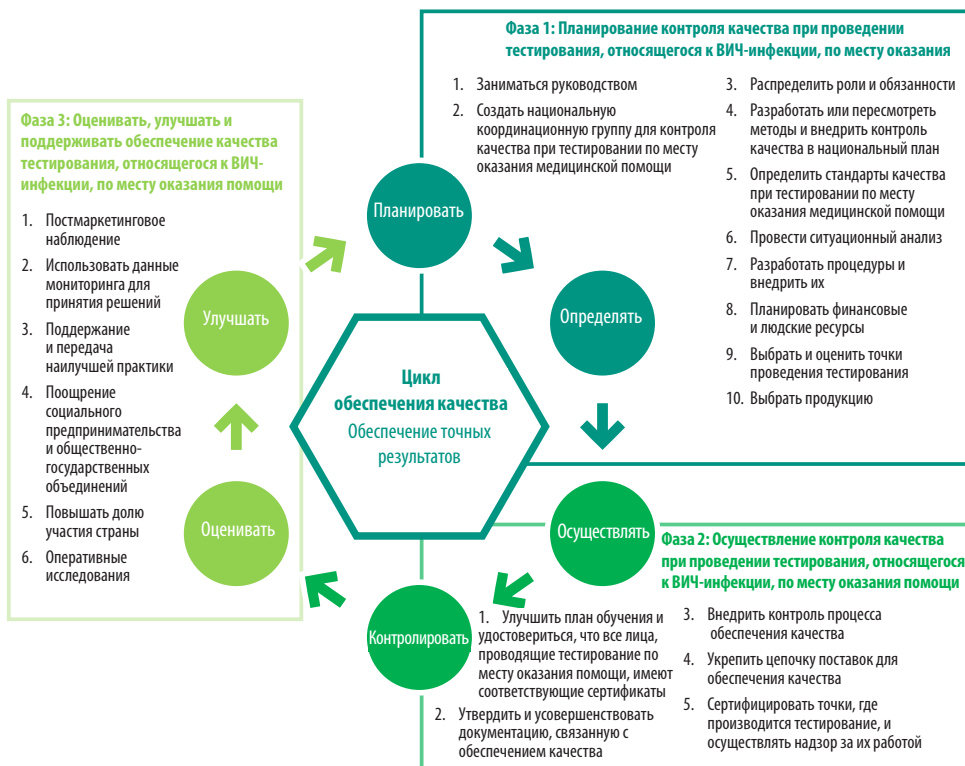 Фаза 1: Планирование контроля качества при проведении
тестирования, относящегося к ВИЧ-инфекции, по месту оказания
1. Заниматься руководством
2. Создать национальную
координационную группу для контроля
качества при тестировании по месту
оказания медицинской помощи
3. Распределить роли и обязанности
4. Разработать или пересмотреть
методы и внедрить контроль
качества в национальный план
5. Определить стандарты качества
при тестировании по месту
оказания медицинской помощи
6. Провести ситуационный анализ
7. Разработать процедуры и
внедрить их
8. Планировать финансовые
и людские ресурсы
9. Выбрать и оценить точки
проведения тестирования
10. Выбрать продукцию
Фаза 3: Оценивать, улучшать и
поддерживать обеспечение качества
тестирования, относящегося к ВИЧ-
инфекции, по месту оказания помощи
1. Постмаркетинговое
наблюдение
2. Использовать данные
мониторинга для
принятия решений
3. Поддержание
и передача
наилучшей практики
4. Поощрение
социального
предпринимательства
и общественно-
государственных
объединений
5. Повышать долю
участия страны
6. Оперативные
исследования
Планировать
Определять
Осуществлять
Контролировать
Оценивать
Улучшать
Цикл
обеспечения качества
Обеспечение точных
результатов
Фаза 2: Осуществление контроля качества
при проведении тестирования, относящегося
к ВИЧ-инфекции, по месту оказания помощи
1. Улучшить план обучения и
удостовериться, что все лица,
проводящие тестирование по
месту оказания помощи, имеют
соответствующие сертификаты
2. Утвердить и усовершенствовать
документацию, связанную с
обеспечением качества
3. Внедрить контроль процесса
обеспечения качества
4. Укрепить цепочку поставок для
обеспечения качества
5. Сертифицировать точки, где
производится тестирование, и
осуществлять надзор за их работой